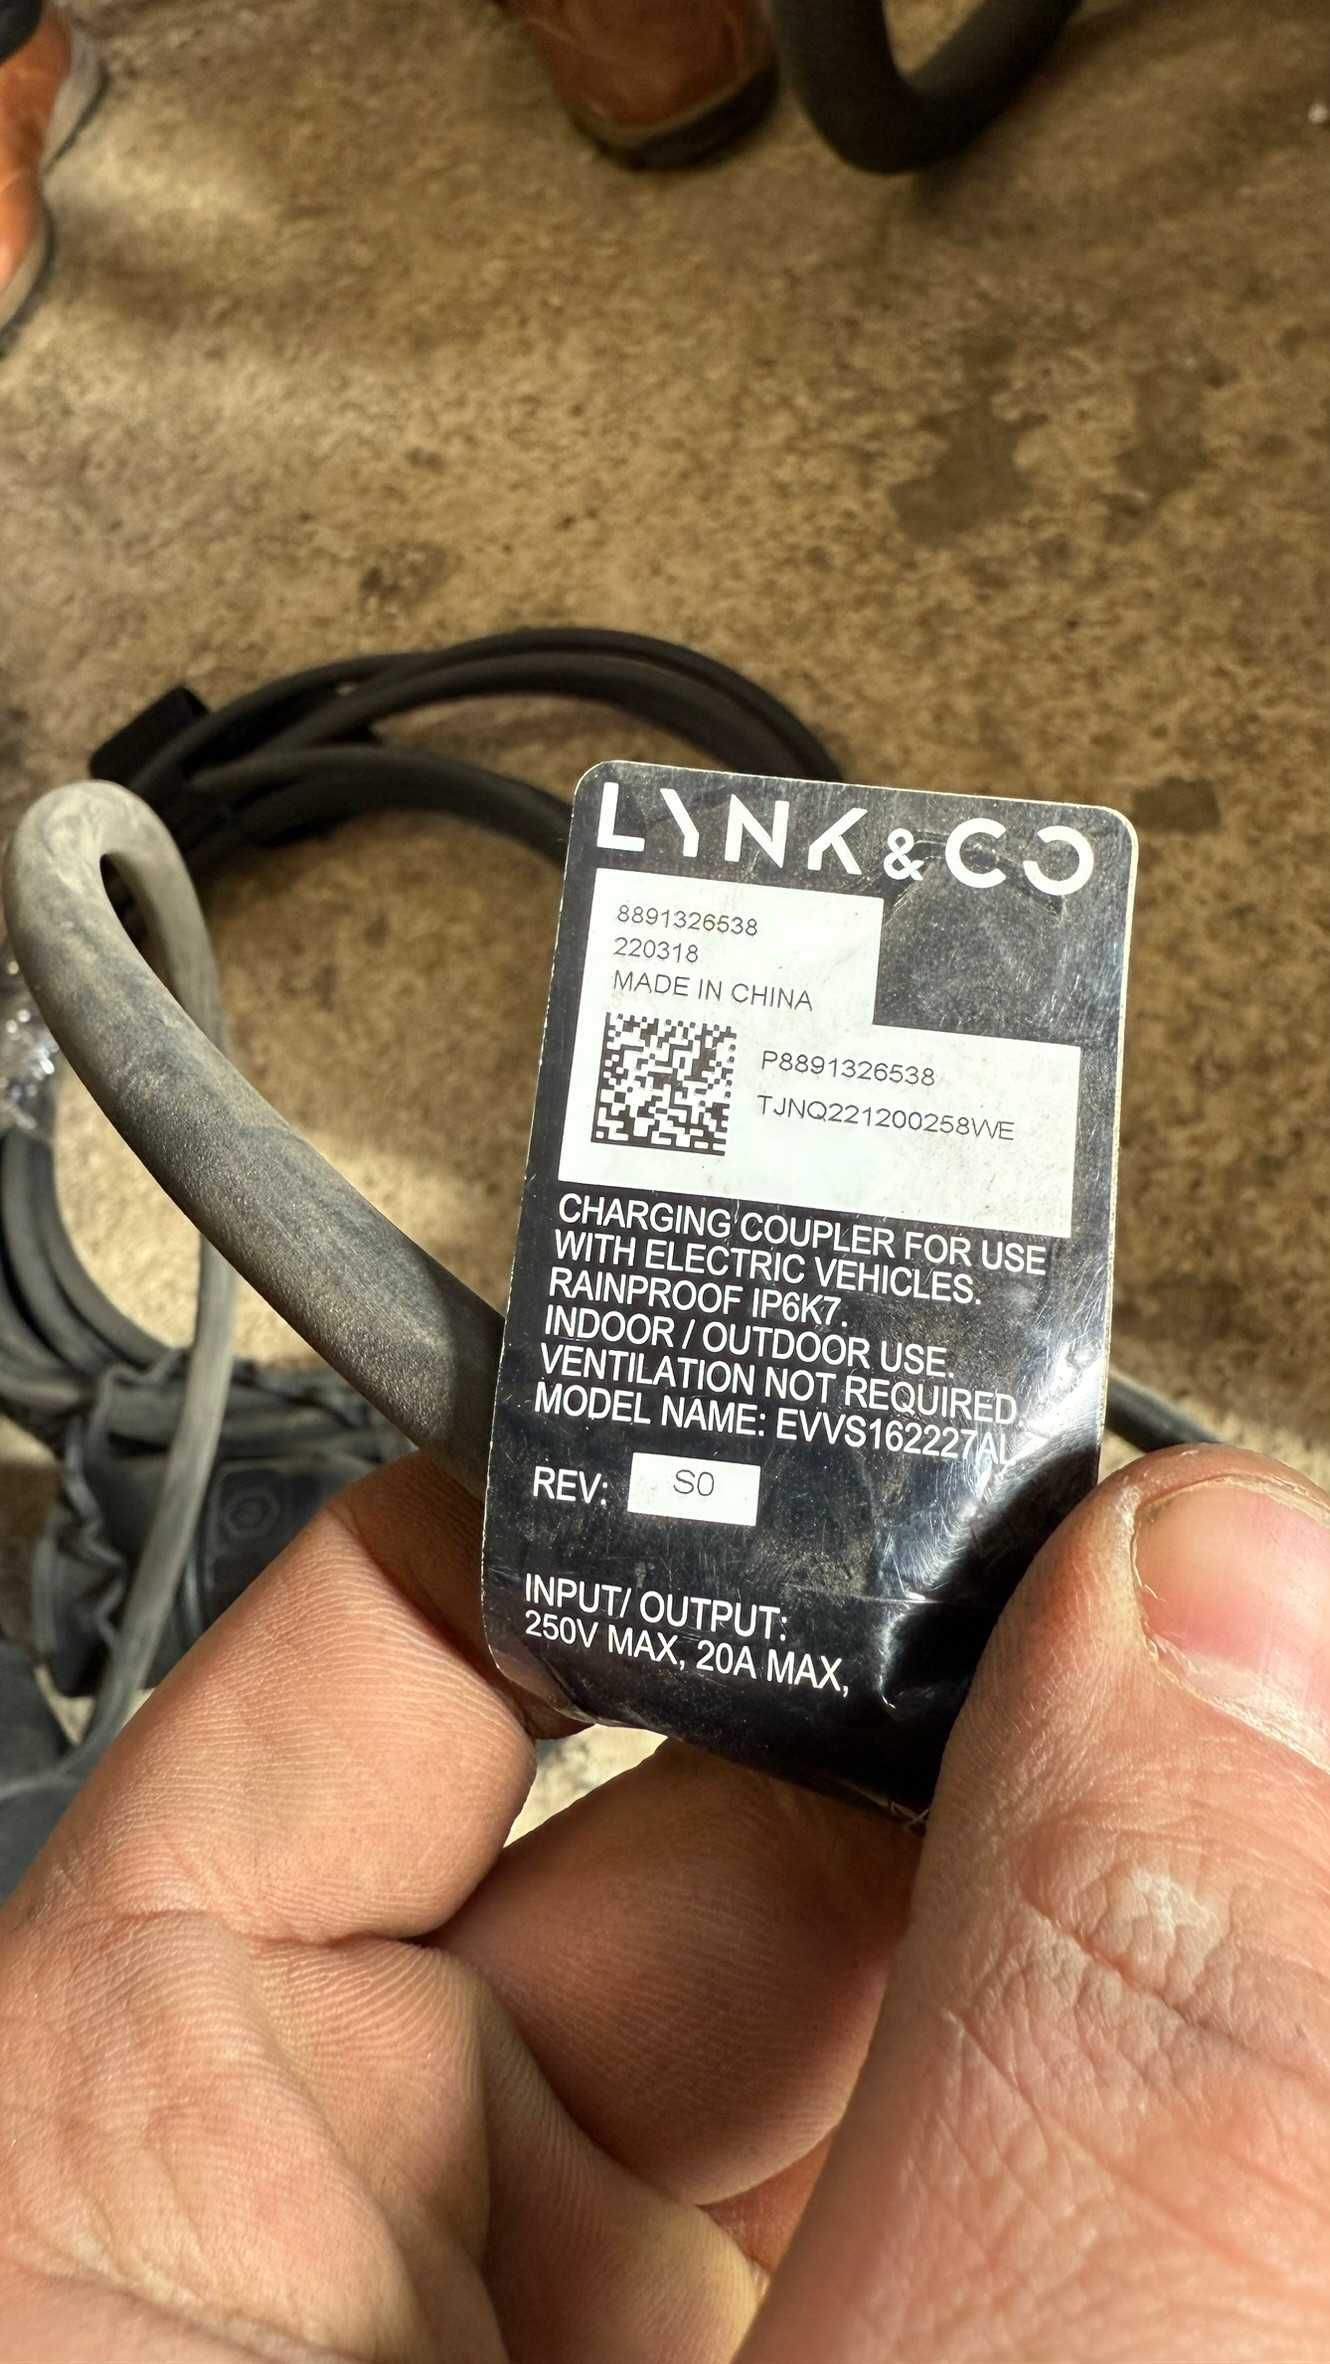 LYNK & CO
8891326538
220318
MADE IN CHINA
P8891326538
TJNQ221200258WE
CHARGING COUPLER FOR USE
WITH ELECTRIC VEHICLES.
RAINPROOF IP6K7.
INDOOR / OUTDOOR USE.
VENTILATION NOT REQUIRED.
MODEL NAME: EVVS162227AL
REV: S0
INPUT/ OUTPUT:
250V MAX, 20A MAX,